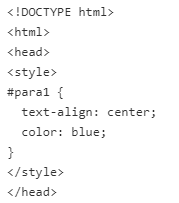 <!DOCTYPE html>
<html>
<head>
<style>
#para1 {
  text-align: center;
  color: blue;
}
</style>
</head>